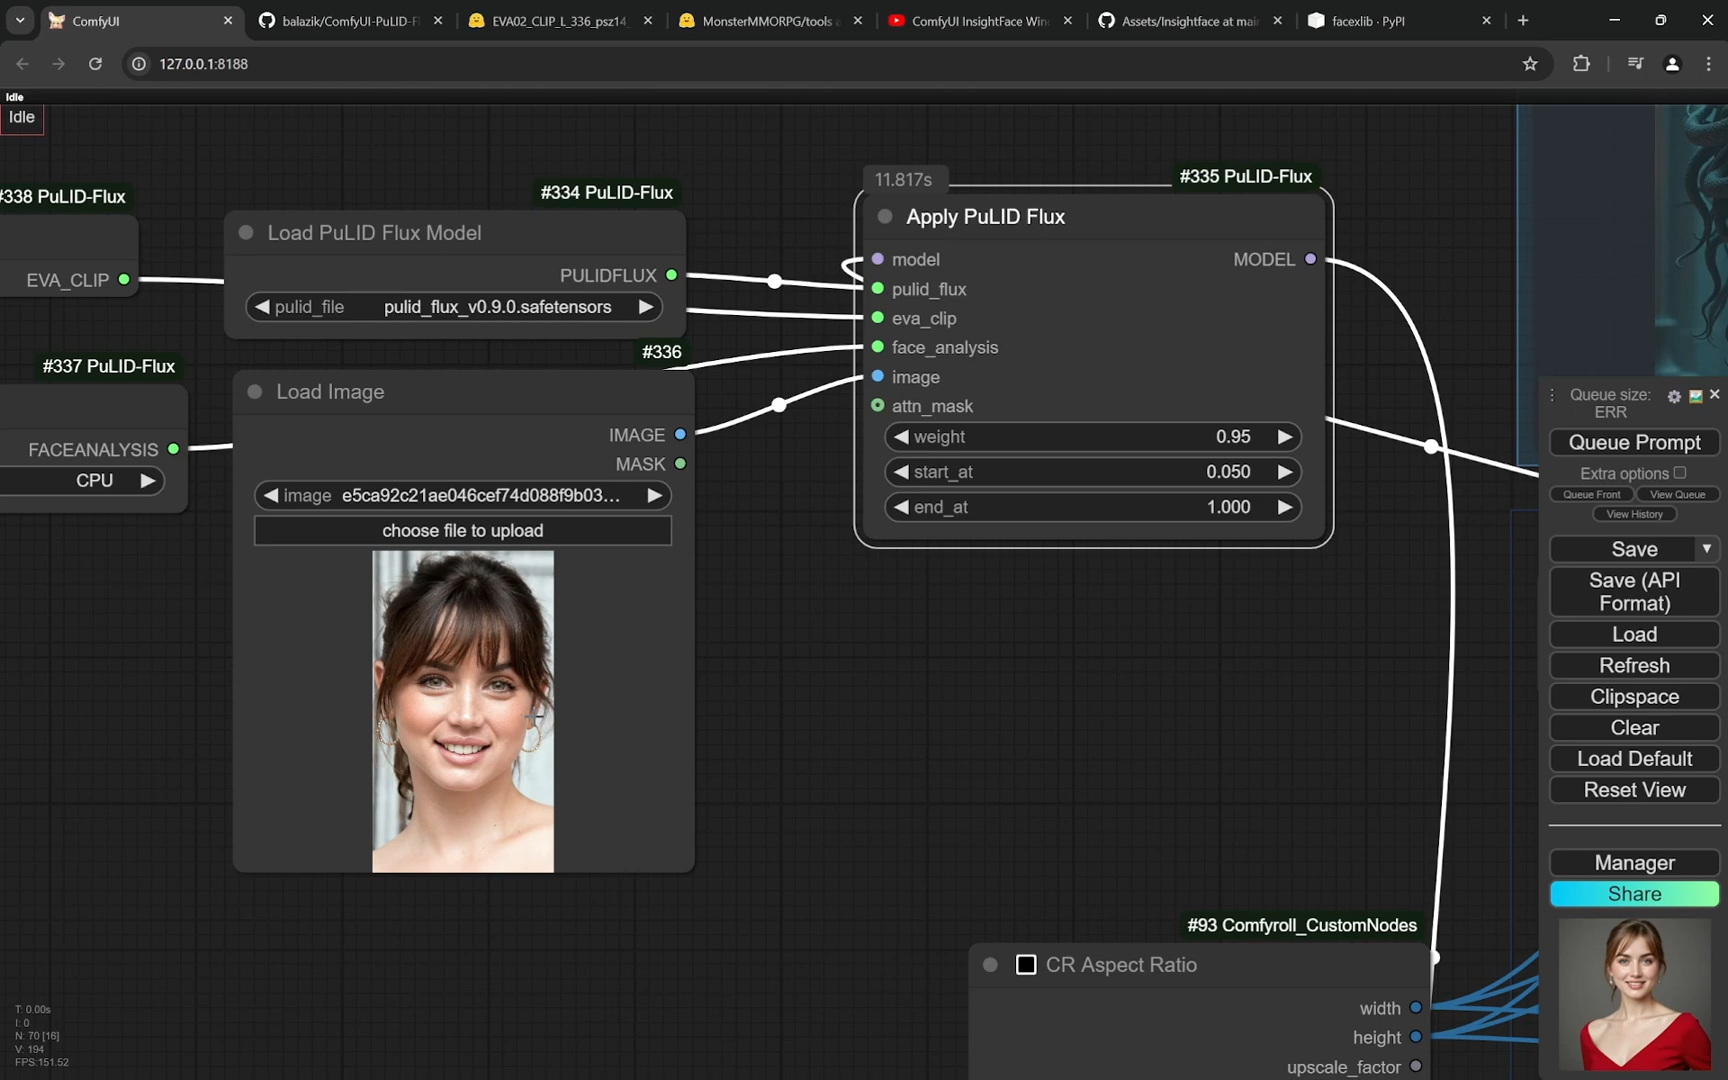 ComfyUI
balazik/ComfyUI-PuLID-F
EVA02_CLIP_L_336_psz14
MonsterMMORPG/tools
ComfyUI InsightFace Win
Assets/Insightface at mai
facexlib · PyPI
127.0.0.1:8188
Idle
Idle
#338 PuLID-Flux
EVA_CLIP
#334 PuLID-Flux
Load PuLID Flux Model
PULIDFLUX
pulid_file pulid_flux_v0.9.0.safetensors
#337 PuLID-Flux
FACEANALYSIS
CPU
#336
Load Image
IMAGE
MASK
image e5ca92c21ae046cef74d088f9b03...
choose file to upload
11.817s
#335 PuLID-Flux
Apply PuLID Flux
model MODEL
pulid_flux
eva_clip
face_analysis
image
attn_mask
weight 0.95
start_at 0.050
end_at 1.000
#93 Comfyroll_CustomNodes
CR Aspect Ratio
width
height
upscale_factor
Queue size:
ERR
Queue Prompt
Extra options
Queue Front View Queue
View History
Save
Save (API
Format)
Load
Refresh
Clipspace
Clear
Load Default
Reset View
Manager
Share
T: 0.00s
I: 0
N: 70 [16]
V: 194
FPS:151.52